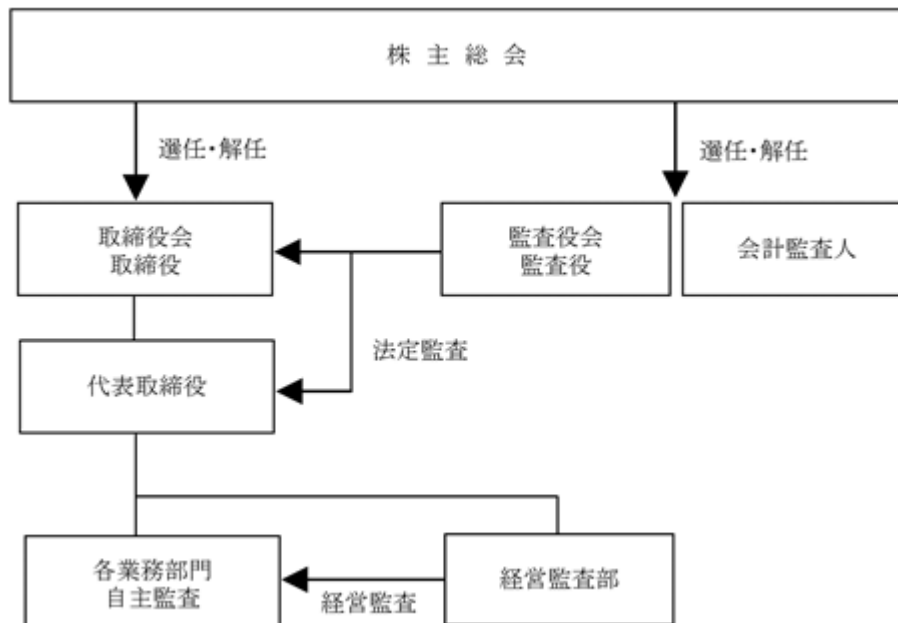 株主総会
選任・解任
選任・解任
取締役会
取締役
監査役会
監査役
会計監査人
法定監査
代表取締役
各業務部門
自主監査
経営監査
経営監査部